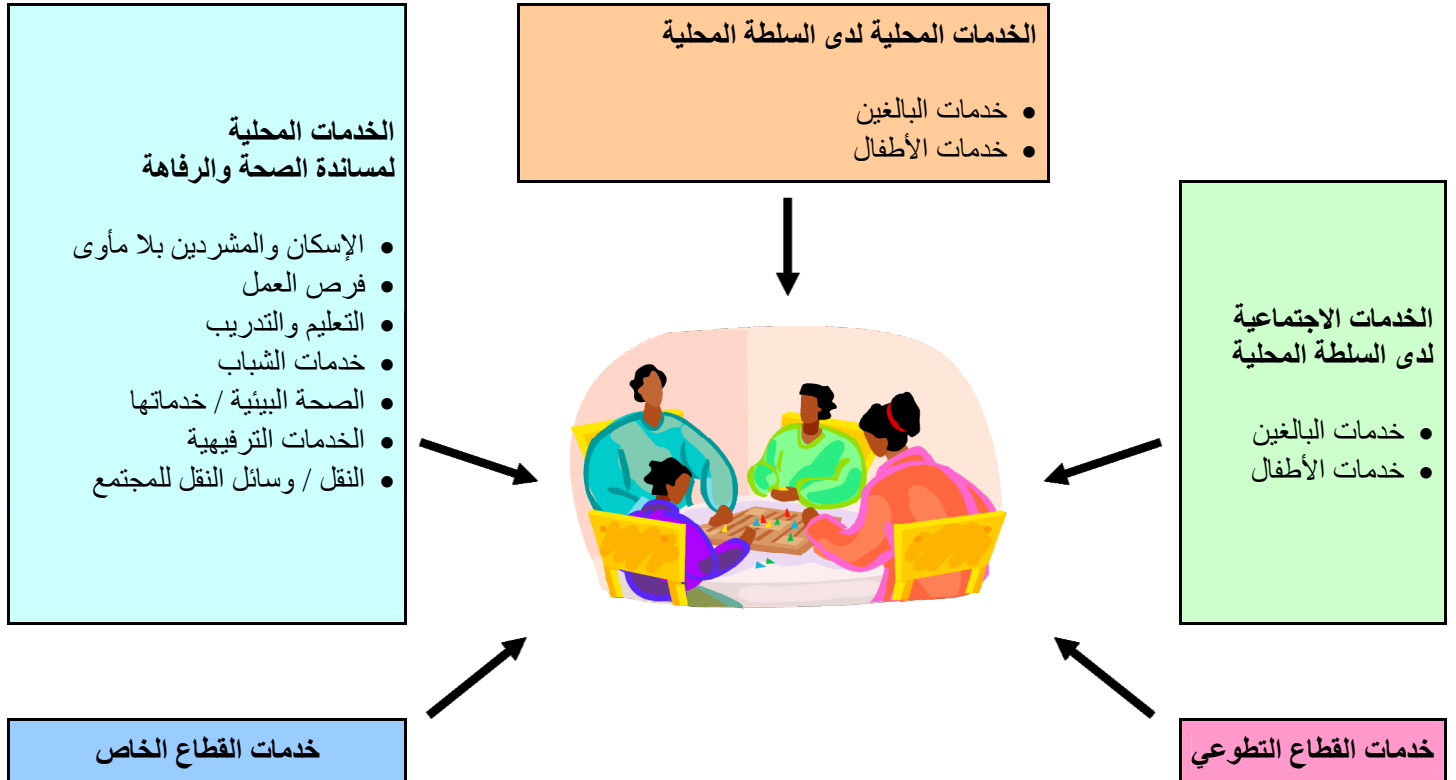 الخدمات المحلية لدى السلطة المحلية
• خدمات البالغين
• خدمات الأطفال
الخدمات الاجتماعية
لدى السلطة المحلية
• خدمات البالغين
• خدمات الأطفال
الخدمات المحلية
لمساندة الصحة والرفاهة
• الإسكان والمشردين بلا مأوى
• فرص العمل
• التعليم والتدريب
• خدمات الشباب
• الصحة البيئية / خدماتها
• الخدمات الترفيهية
• النقل / وسائل النقل للمجتمع
خدمات القطاع التطوعي
خدمات القطاع الخاص